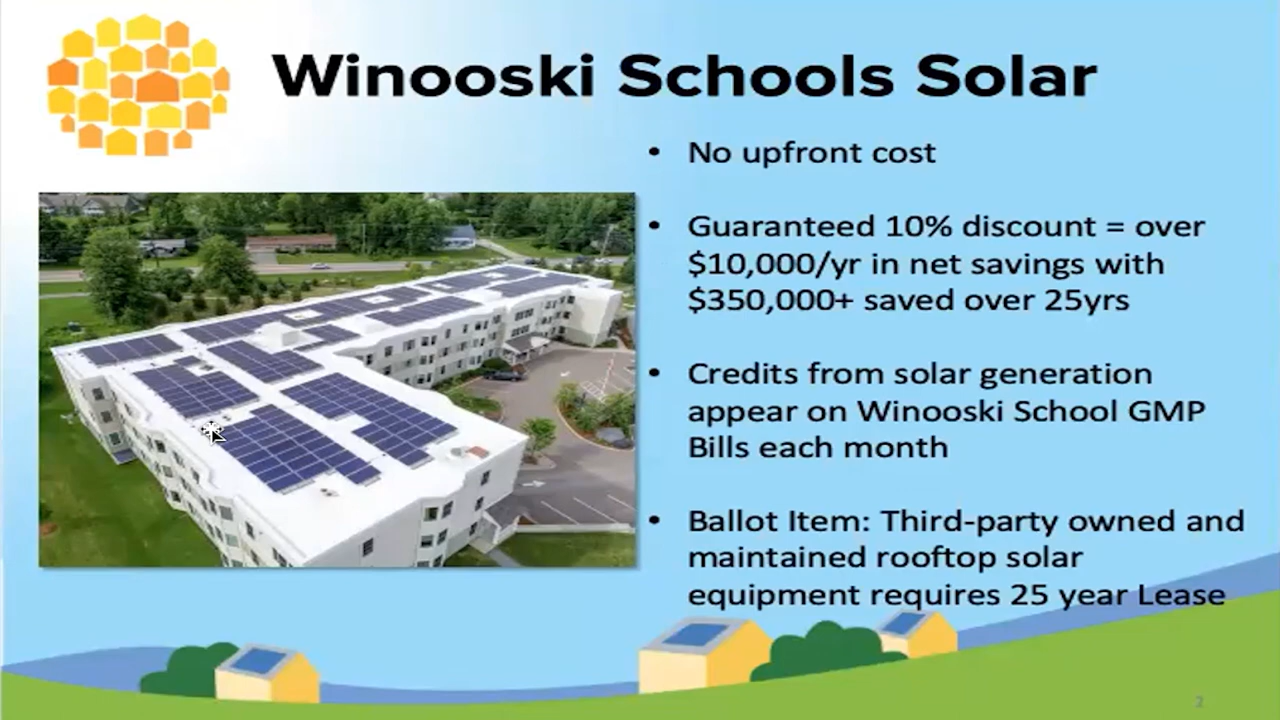 Winooski Schools Solar
• No upfront cost
• Guaranteed 10% discount = over
$10,000/yr in net savings with
$350,000+ saved over 25yrs
• Credits from solar generation
appear on Winooski School GMP
Bills each month
• Ballot Item: Third-party owned and
maintained rooftop solar
equipment requires 25 year Lease
2